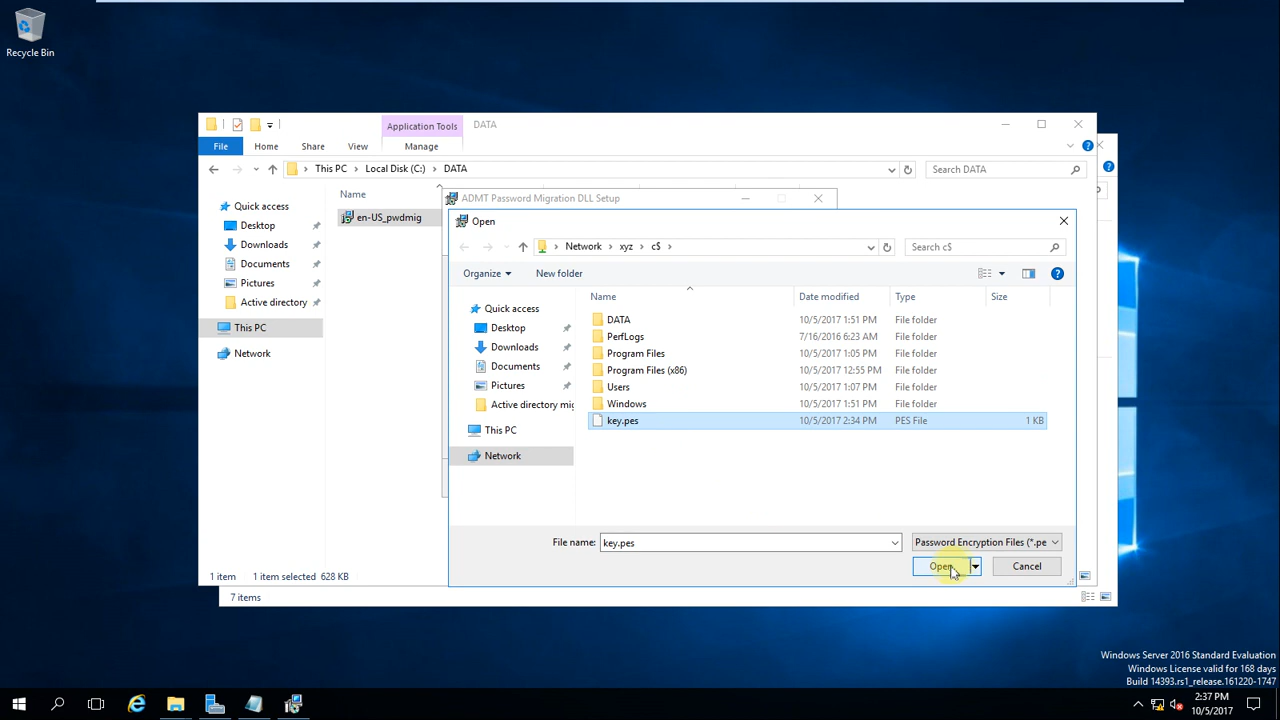 Recycle Bin
Application Tools
DATA
File
Home
Share
View
Manage
This PC
Local Disk (C:)
DATA
Search DATA
Name
Quick access
Desktop
Downloads
Documents
Pictures
Active directory
This PC
Network
en-US_pwdmig
1 item
1 item selected 628 KB
7 items
ADMT Password Migration DLL Setup
Open
Network
xyz
c$
Search c$
Organize
New folder
Quick access
Desktop
Downloads
Documents
Pictures
Active directory mig
This PC
Network
Name Date modified Type Size
DATA 10/5/2017 1:51 PM File folder
PerfLogs 7/16/2016 6:23 AM File folder
Program Files 10/5/2017 1:05 PM File folder
Program Files (x86) 10/5/2017 12:55 PM File folder
Users 10/5/2017 1:07 PM File folder
Windows 10/5/2017 1:51 PM File folder
key.pes 10/5/2017 2:34 PM PES File 1 KB
File name: key.pes
Password Encryption Files (*.pe
Open
Cancel
Windows Server 2016 Standard Evaluation
Windows License valid for 168 days
Build 14393.rs1_release.161220-1747
2:37 PM
10/5/2017